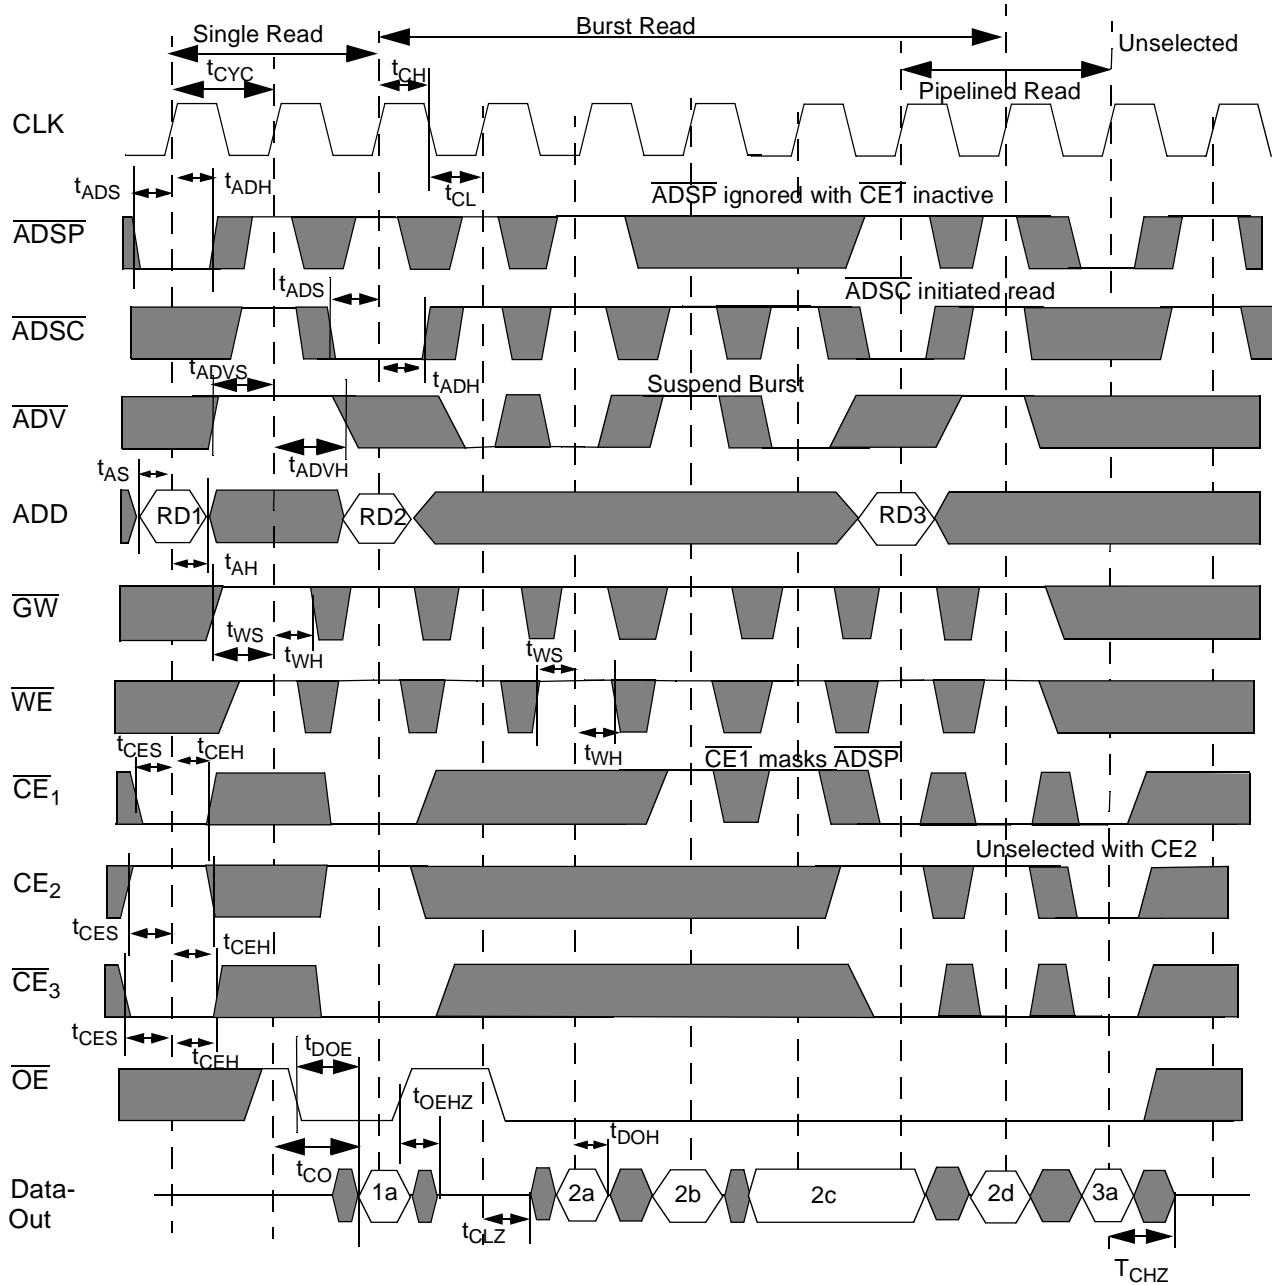 Single Read
Burst Read
Unselected
tCYC
tCH
Pipelined Read
CLK
tADS
tADH
tCL
ADSP ignored with CE1 inactive
ADSP
tADS
ADSC initiated read
ADSC
tADVS
tADH
Suspend Burst
ADV
tADVH
tAS
ADD
RD1
RD2
RD3
tAH
GW
tWS
tWH
tWS
WE
tCES
tCEH
tWH
CE1 masks ADSP
CE1
Unselected with CE2
CE2
tCES
tCEH
CE3
tCES
tCEH
tDOE
OE
tOEHZ
tDOH
tCO
Data-
Out
1a
2a
2b
2c
2d
3a
tCLZ
TCHZ